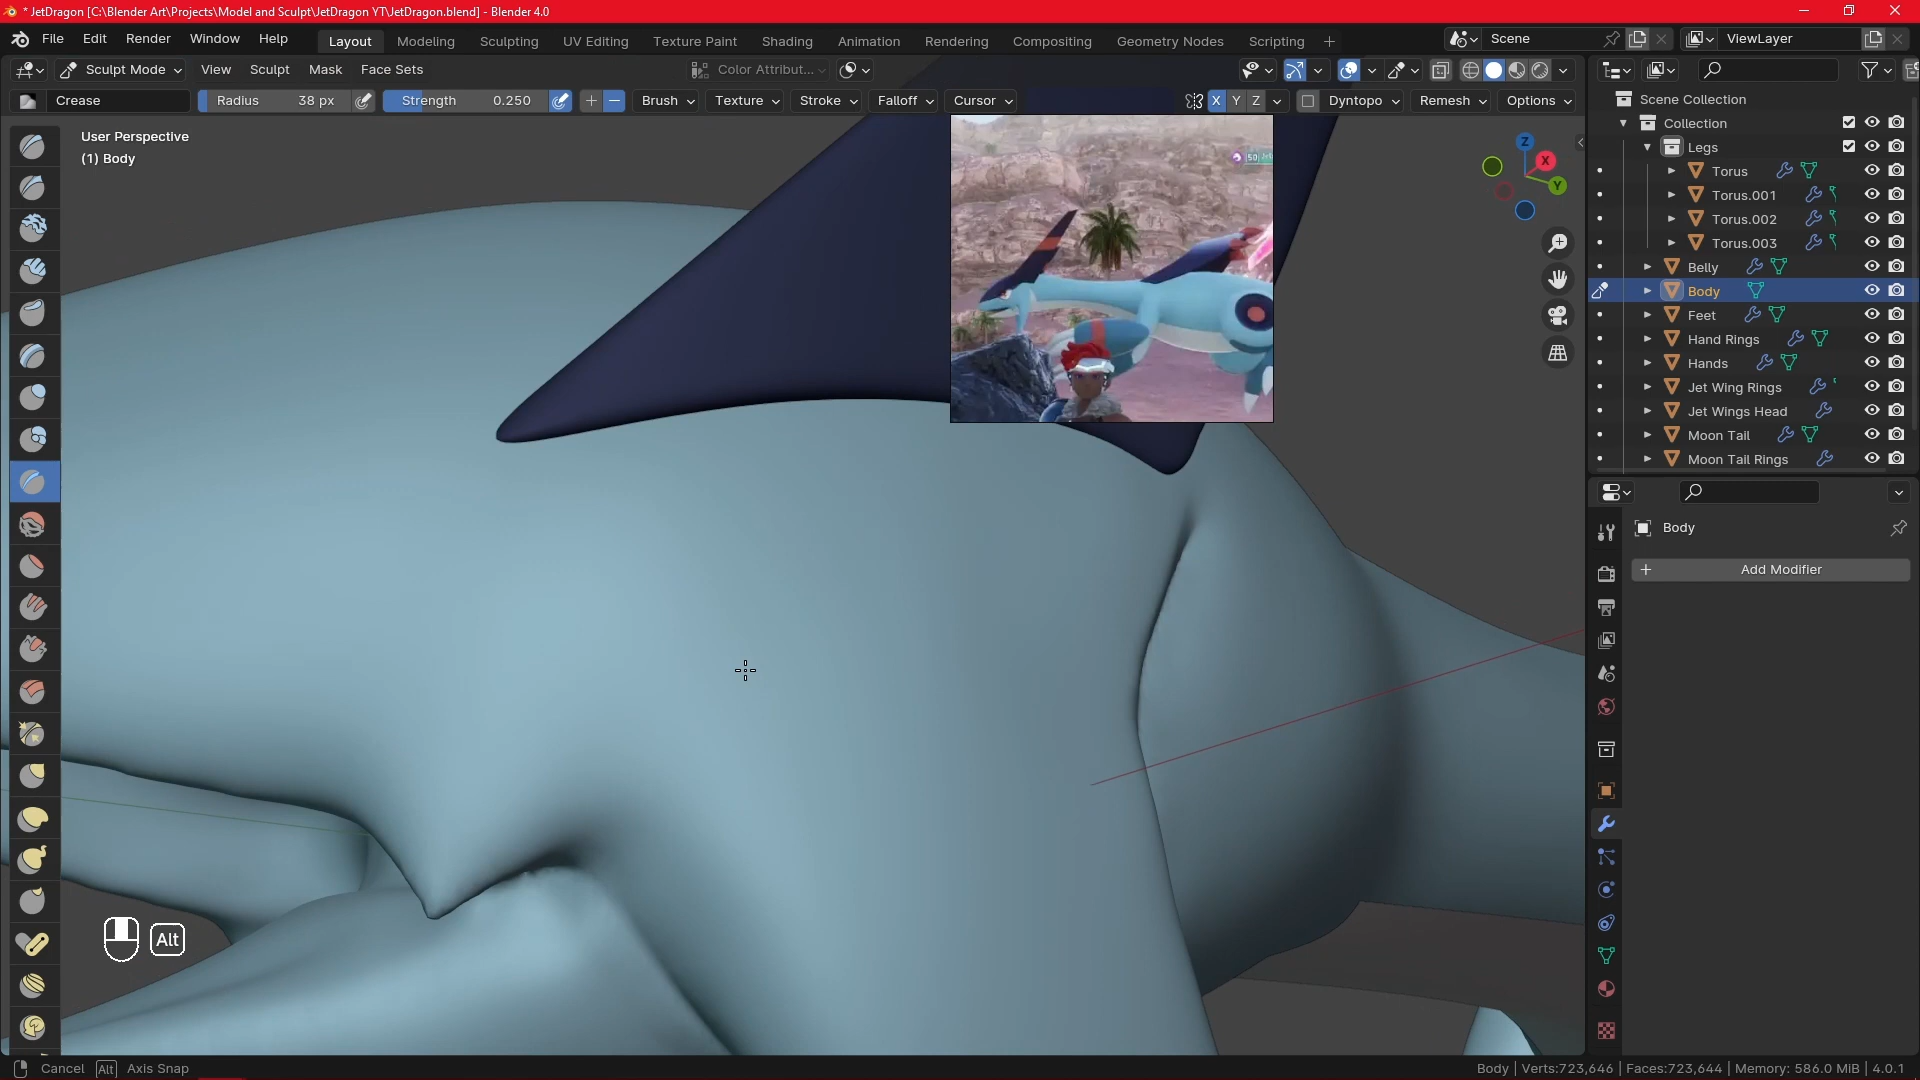 * JetDragon [C:\Blender Art\Projects\Model and Sculpt\JetDragon YT\JetDragon.blend] - Blender 4.0
File Edit Render Window Help Layout Modeling Sculpting UV Editing Texture Paint Shading Animation Rendering Compositing Geometry Nodes Scripting + Scene ViewLayer
Sculpt Mode View Sculpt Mask Face Sets Color Attribut...
Crease Radius 38 px Strength 0.250 Brush Texture Stroke Falloff Cursor X Y Z Dyntopo Remesh Options
User Perspective
(1) Body
Z
X
Y
50
Scene Collection
Collection
Legs
Torus
Torus.001
Torus.002
Torus.003
Belly
Body
Feet
Hand Rings
Hands
Jet Wing Rings
Jet Wings Head
Moon Tail
Moon Tail Rings
Body
+ Add Modifier
Alt
Cancel Alt Axis Snap
Body | Verts:723,646 | Faces:723,644 | Memory: 586.0 MiB | 4.0.1